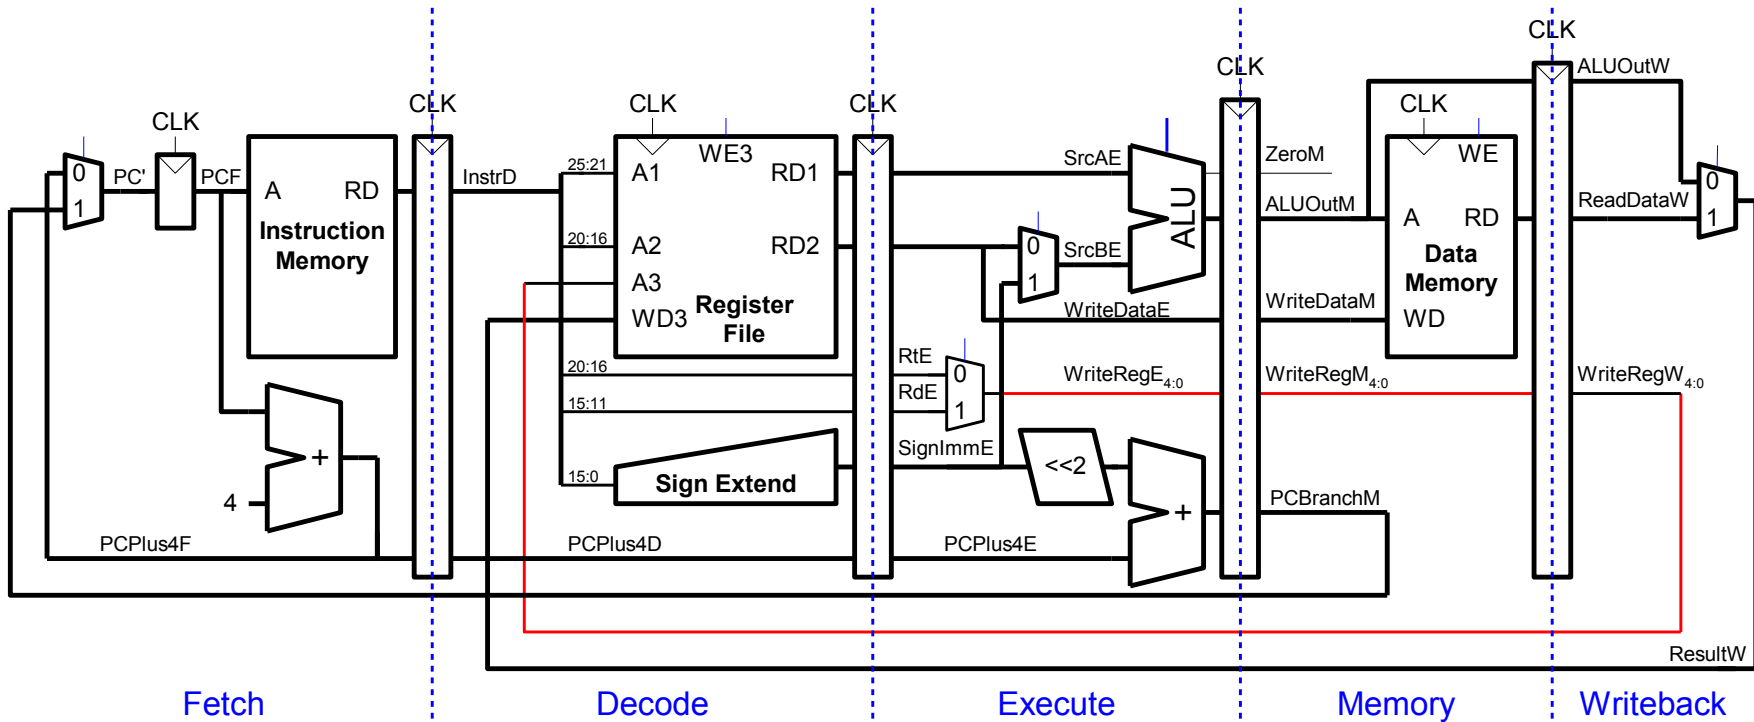 CLK
CLK
CLK
CLK
CLK
CLK
CLK
0
1
PC'
PCF
A
RD
Instruction
Memory
InstrD
25:21
20:16
20:16
15:11
15:0
A1
A2
A3
WD3
WE3
RD1
RD2
Register
File
Sign Extend
4
+
PCPlus4F
PCPlus4D
PCPlus4E
SrcAE
0
1
SrcBE
ALU
WriteDataE
RtE
RdE
0
1
WriteRegE4:0
SignImmE
<<2
+
ZeroM
ALUOutM
WriteDataM
WriteRegM4:0
PCBranchM
A
RD
WE
WD
Data
Memory
ALUOutW
ReadDataW
WriteRegW4:0
0
1
ResultW
Fetch
Decode
Execute
Memory
Writeback